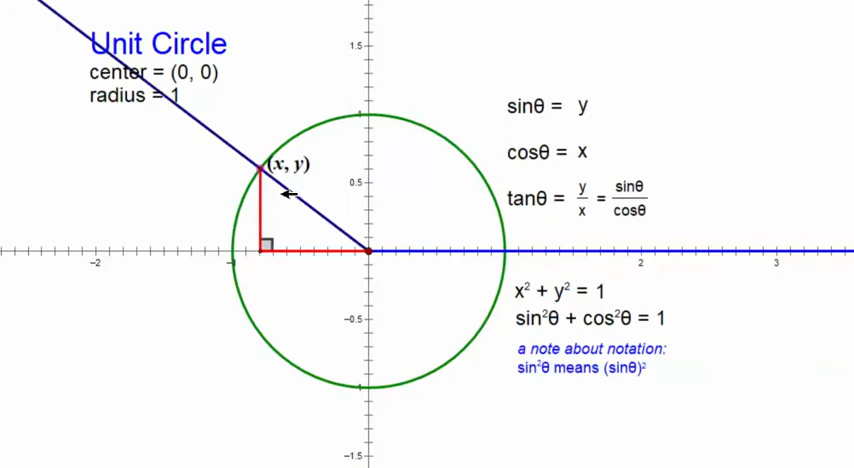 Unit Circle
center = (0, 0)
radius = 1
(x, y)
sinθ = y
cosθ = x
tanθ = y/x = sinθ/cosθ
x² + y² = 1
sin²θ + cos²θ = 1
a note about notation:
sin²θ means (sinθ)²
1.5
1
0.5
-2
-1
2
3
-0.5
-1
-1.5